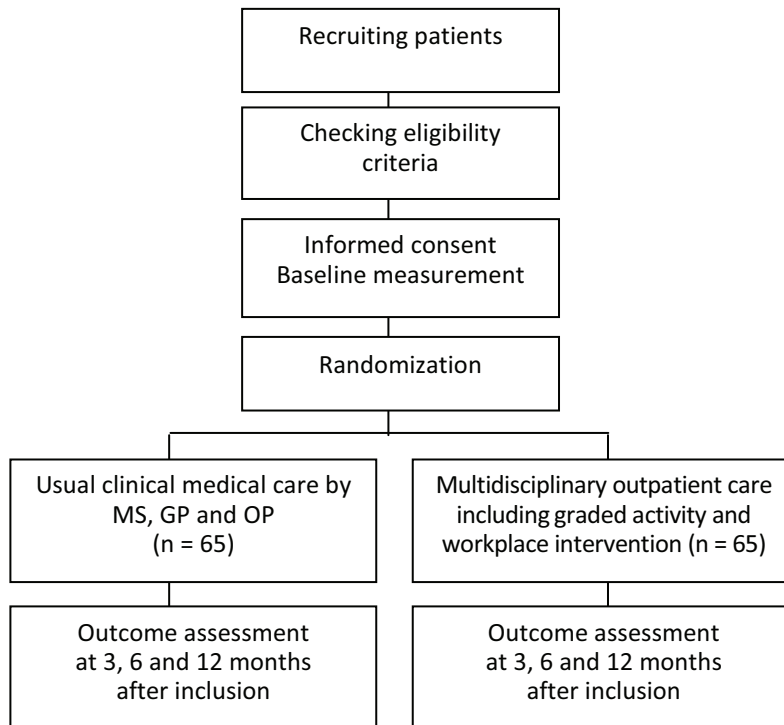 Recruiting patients
Checking eligibility
criteria
Informed consent
Baseline measurement
Randomization
Usual clinical medical care by
MS, GP and OP
(n = 65)
Multidisciplinary outpatient care
including graded activity and
workplace intervention (n = 65)
Outcome assessment
at 3, 6 and 12 months
after inclusion
Outcome assessment
at 3, 6 and 12 months
after inclusion